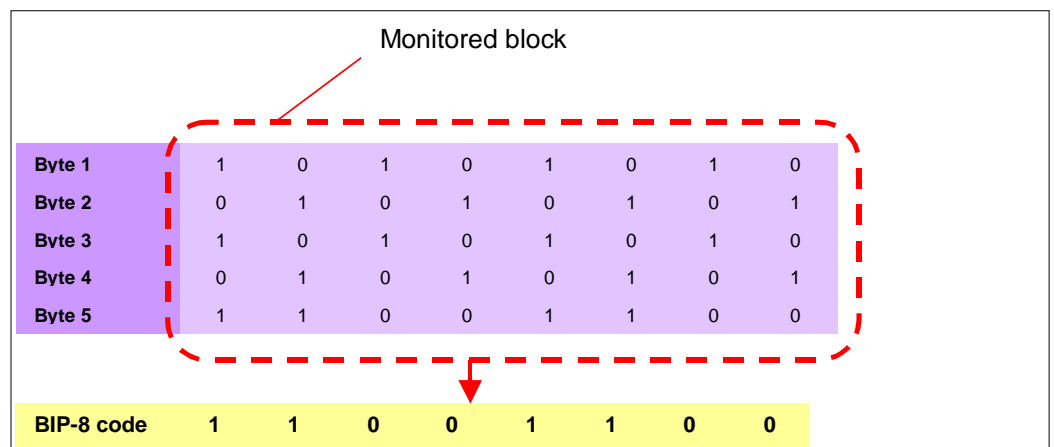 Monitored block
Byte 1 1 0 1 0 1 0 1 0
Byte 2 0 1 0 1 0 1 0 1
Byte 3 1 0 1 0 1 0 1 0
Byte 4 0 1 0 1 0 1 0 1
Byte 5 1 1 0 0 1 1 0 0
BIP-8 code 1 1 0 0 1 1 0 0